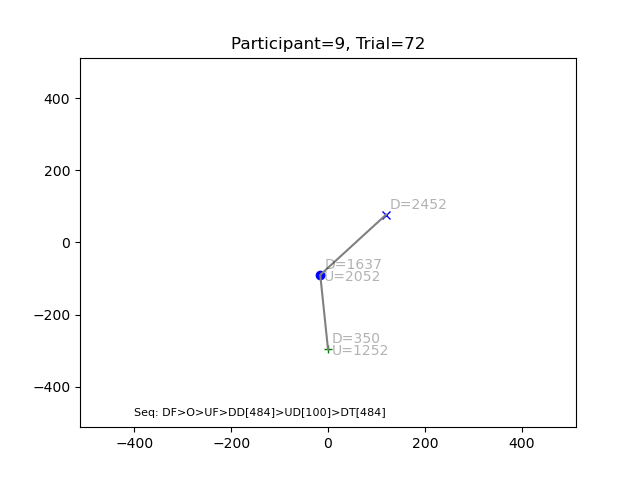 Participant=9, Trial=72
400
200
0
−200
−400
D=2452
D=1637
U=2052
D=350
U=1252
Seq: DF>O>UF>DD[484]>UD[100]>DT[484]
−400 −200 0 200 400